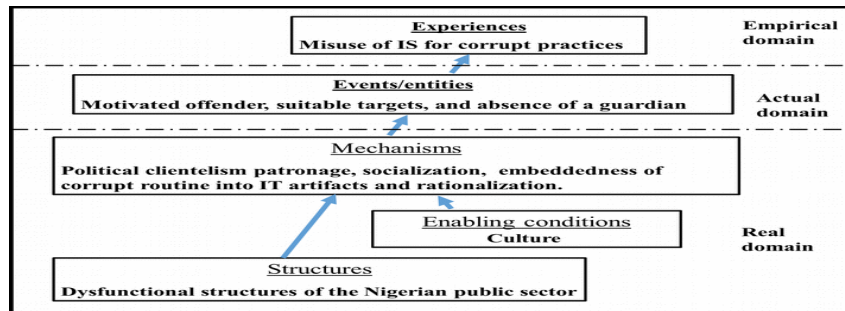 Experiences
Misuse of IS for corrupt practices
Empirical
domain
Events/entities
Motivated offender, suitable targets, and absence of a guardian
Actual
domain
Mechanisms
Political clientelism patronage, socialization, embeddedness of
corrupt routine into IT artifacts and rationalization.
Enabling conditions
Culture
Real
domain
Structures
Dysfunctional structures of the Nigerian public sector